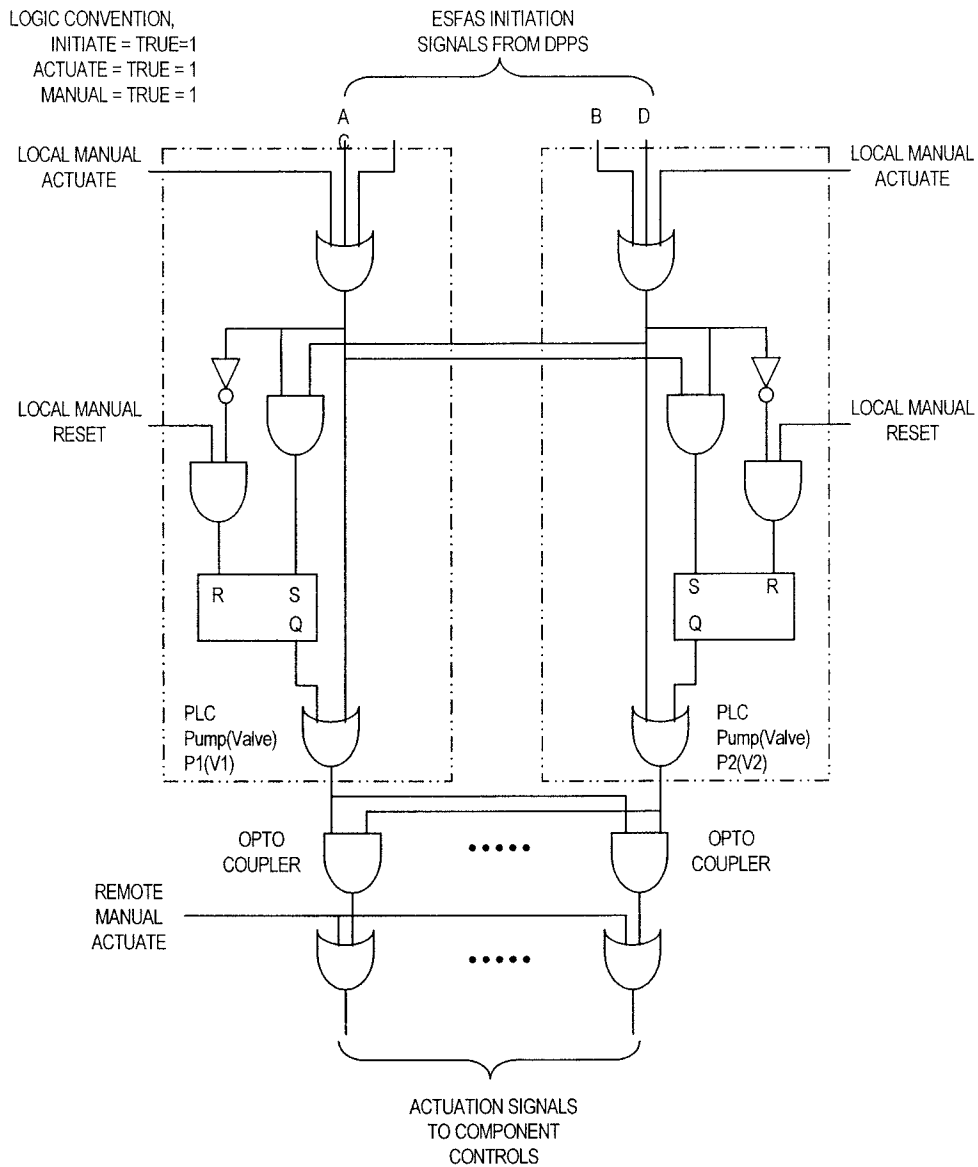 LOGIC CONVENTION,
INITIATE = TRUE=1
ACTUATE = TRUE = 1
MANUAL = TRUE = 1
ESFAS INITIATION
SIGNALS FROM DPPS
A
C
B D
LOCAL MANUAL
ACTUATE
LOCAL MANUAL
ACTUATE
LOCAL MANUAL
RESET
LOCAL MANUAL
RESET
R S
Q
S R
Q
PLC
Pump(Valve)
P1(V1)
PLC
Pump(Valve)
P2(V2)
OPTO
COUPLER
OPTO
COUPLER
REMOTE
MANUAL
ACTUATE
ACTUATION SIGNALS
TO COMPONENT
CONTROLS